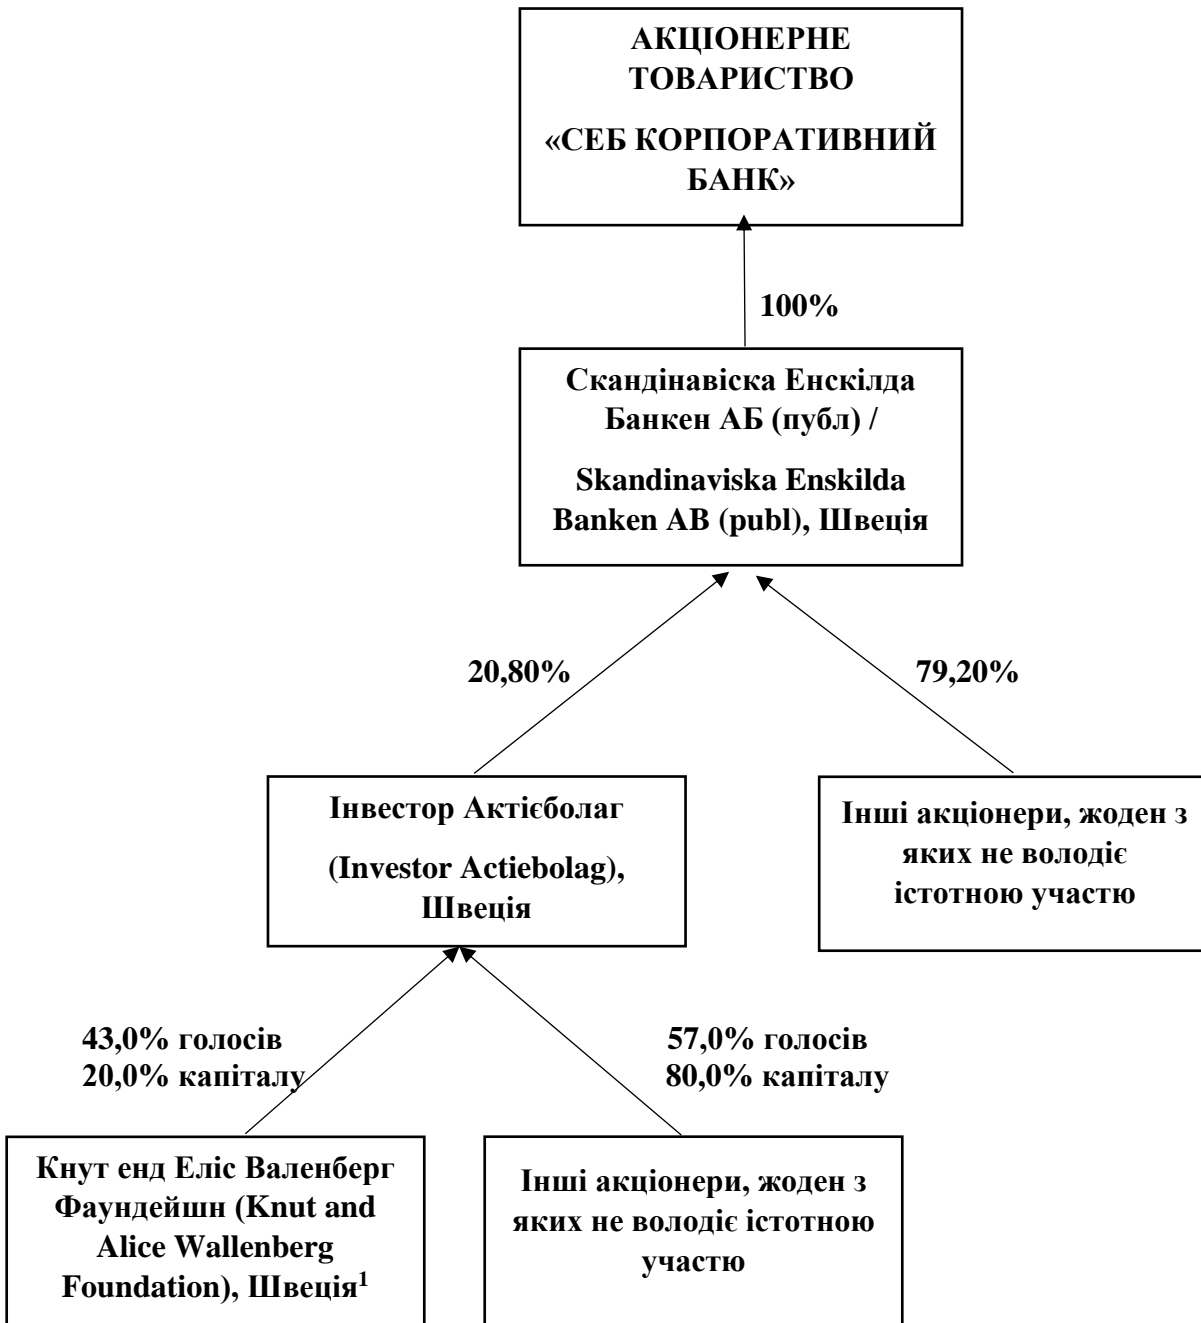 АКЦІОНЕРНЕ
ТОВАРИСТВО
«СЕБ КОРПОРАТИВНИЙ
БАНК»
100%
Скандінавіска Енскілда
Банкен АБ (публ) /
Skandinaviska Enskilda
Banken AB (publ), Швеція
20,80%
79,20%
Інвестор Актієболаг
(Investor Actiebolag),
Швеція
Інші акціонери, жоден з
яких не володіє
істотною участю
43,0% голосів
20,0% капіталу
57,0% голосів
80,0% капіталу
Кнут енд Еліс Валенберг
Фаундейшн (Knut and
Alice Wallenberg
Foundation), Швеція¹
Інші акціонери, жоден з
яких не володіє істотною
участю